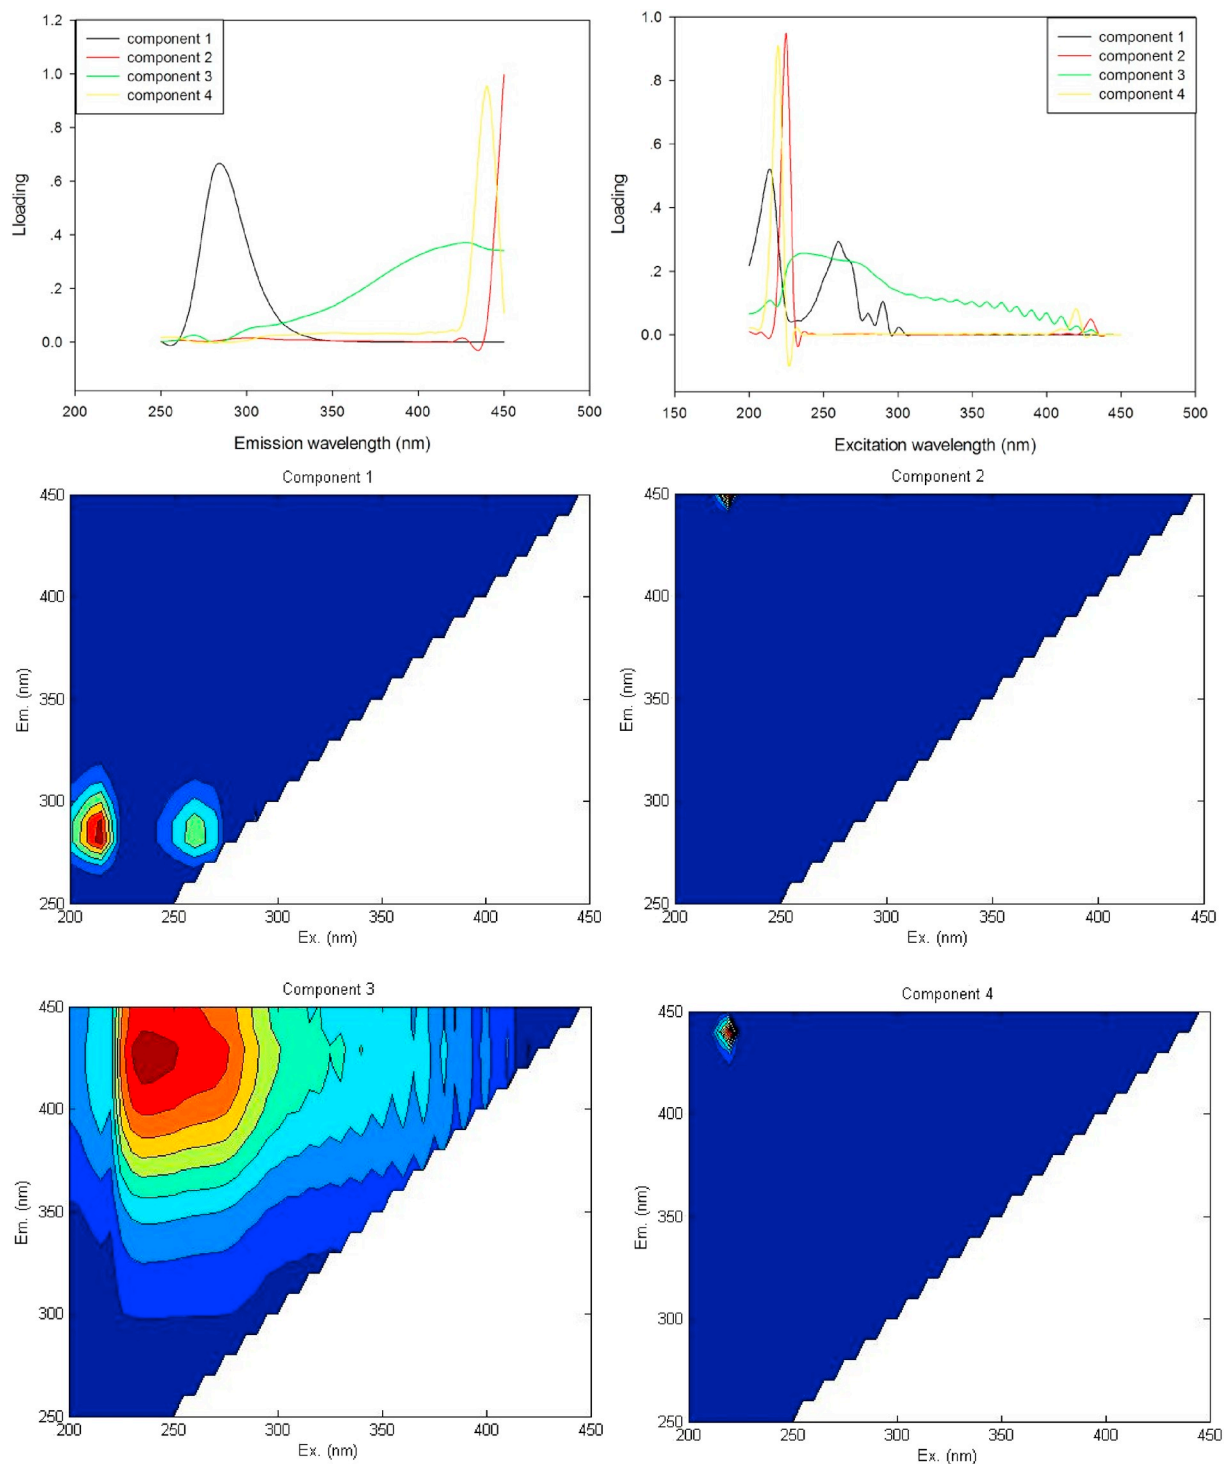 1.2
1.0
.8
.6
.4
.2
0.0
Lloading
component 1
component 2
component 3
component 4
200 250 300 350 400 450 500
Emission wavelength (nm)
1.0
.8
.6
.4
.2
0.0
Loading
component 1
component 2
component 3
component 4
150 200 250 300 350 400 450 500
Excitation wavelength (nm)
Component 1
450
400
350
300
250
Em. (nm)
200 250 300 350 400 450
Ex. (nm)
Component 2
450
400
350
300
250
Em. (nm)
200 250 300 350 400 450
Ex. (nm)
Component 3
450
400
350
300
250
Em. (nm)
200 250 300 350 400 450
Ex. (nm)
Component 4
450
400
350
300
250
Em. (nm)
200 250 300 350 400 450
Ex. (nm)